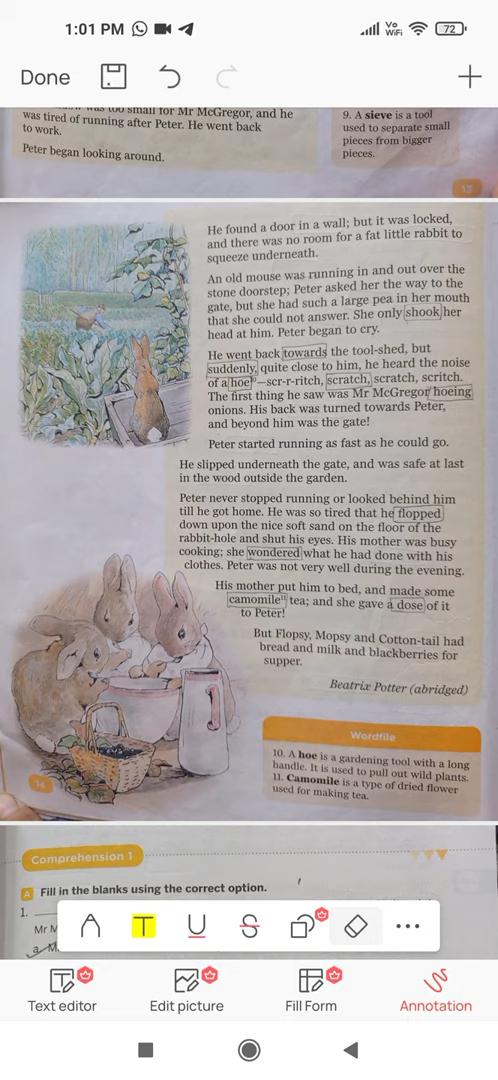 1:01 PM
Vo
WiFi
72
Done
was too small for Mr McGregor, and he
was tired of running after Peter. He went back
to work.
Peter began looking around.
9. A sieve is a tool
used to separate small
pieces from bigger
pieces.
13
He found a door in a wall; but it was locked,
and there was no room for a fat little rabbit to
squeeze underneath.
An old mouse was running in and out over the
stone doorstep; Peter asked her the way to the
gate, but she had such a large pea in her mouth
that she could not answer. She only shook her
head at him. Peter began to cry.
He went back towards the tool-shed, but
suddenly, quite close to him, he heard the noise
of a hoe¹⁰—scr-r-ritch, scratch, scratch, scritch.
The first thing he saw was Mr McGregor hoeing
onions. His back was turned towards Peter,
and beyond him was the gate!
Peter started running as fast as he could go.
He slipped underneath the gate, and was safe at last
in the wood outside the garden.
Peter never stopped running or looked behind him
till he got home. He was so tired that he flopped
down upon the nice soft sand on the floor of the
rabbit-hole and shut his eyes. His mother was busy
cooking; she wondered what he had done with his
clothes. Peter was not very well during the evening.
His mother put him to bed, and made some
camomile¹¹ tea; and she gave a dose of it
to Peter!
But Flopsy, Mopsy and Cotton-tail had
bread and milk and blackberries for
supper.
Beatrix Potter (abridged)
Wordfile
10. A hoe is a gardening tool with a long
handle. It is used to pull out wild plants.
11. Camomile is a type of dried flower
used for making tea.
14
Comprehension 1
A Fill in the blanks using the correct option.
1.
Mr M
a. M
T
U
S
Text editor
Edit picture
Fill Form
Annotation